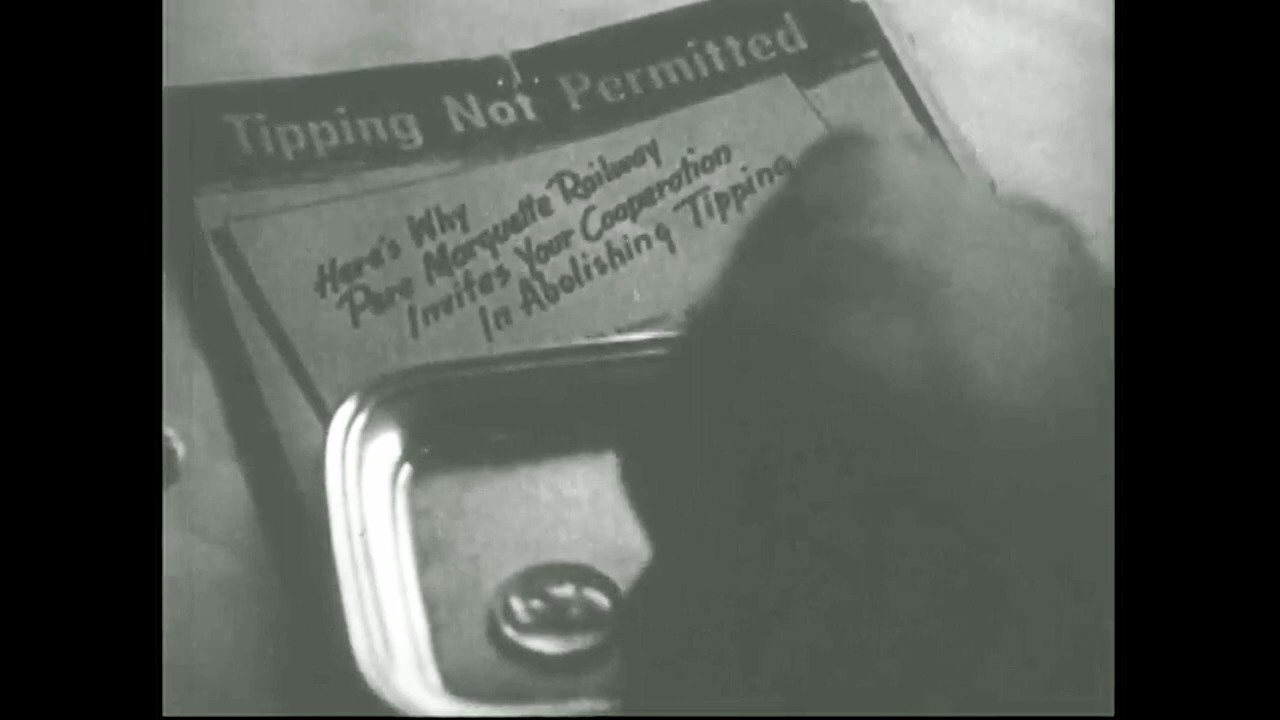 Tipping Not Permitted
Here's Why
Pere Marquette Railway
Invites Your Cooperation
In Abolishing Tipping